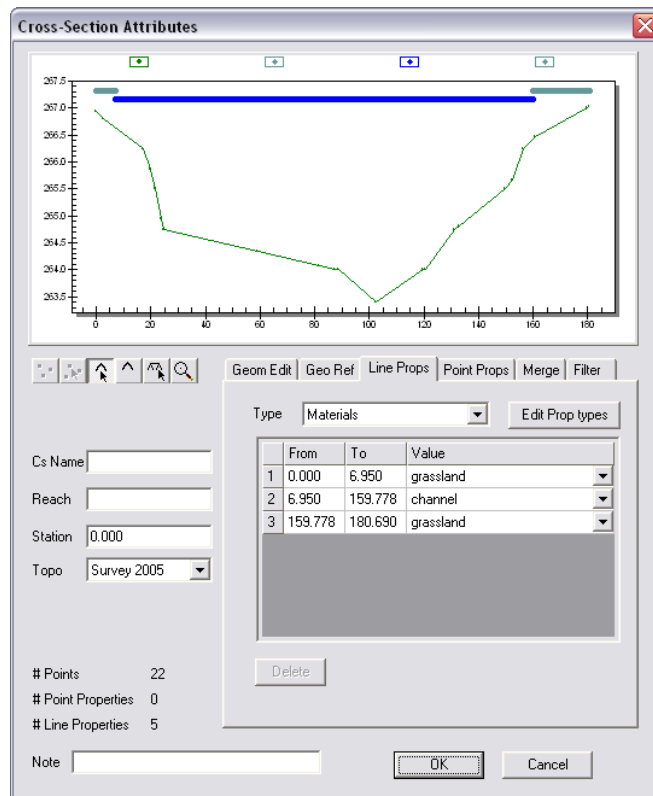 Cross-Section Attributes
267.5
267.0
266.5
266.0
265.5
265.0
264.5
264.0
263.5
0 20 40 60 80 100 120 140 160 180
Geom Edit Geo Ref Line Props Point Props Merge Filter
Type Materials Edit Prop types
From To Value
1 0.000 6.950 grassland
2 6.950 159.778 channel
3 159.778 180.690 grassland
Delete
Cs Name
Reach
Station 0.000
Topo Survey 2005
# Points 22
# Point Properties 0
# Line Properties 5
Note
OK Cancel